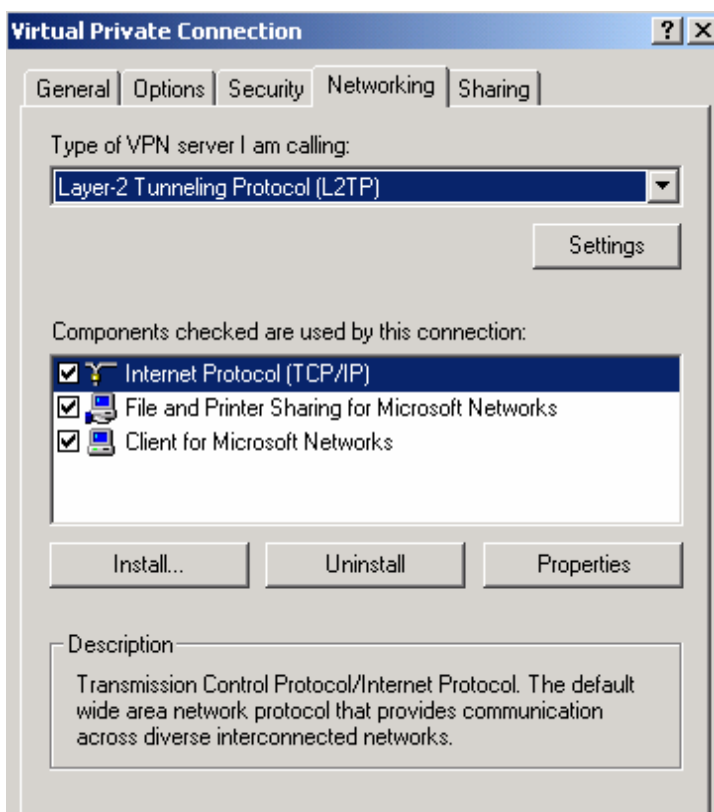 Virtual Private Connection
General Options Security Networking Sharing
Type of VPN server I am calling:
Layer-2 Tunneling Protocol (L2TP)
Settings
Components checked are used by this connection:
Internet Protocol (TCP/IP)
File and Printer Sharing for Microsoft Networks
Client for Microsoft Networks
Install... Uninstall Properties
Description
Transmission Control Protocol/Internet Protocol. The default
wide area network protocol that provides communication
across diverse interconnected networks.